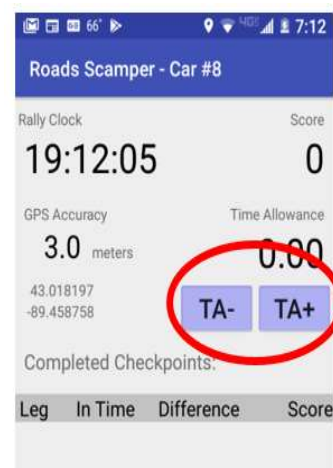 66° 7:12
Roads Scamper - Car #8
Rally Clock Score
19:12:05 0
GPS Accuracy Time Allowance
3.0 meters 0.00
43.018197
-89.458758
TA- TA+
Completed Checkpoints:
Leg In Time Difference Score